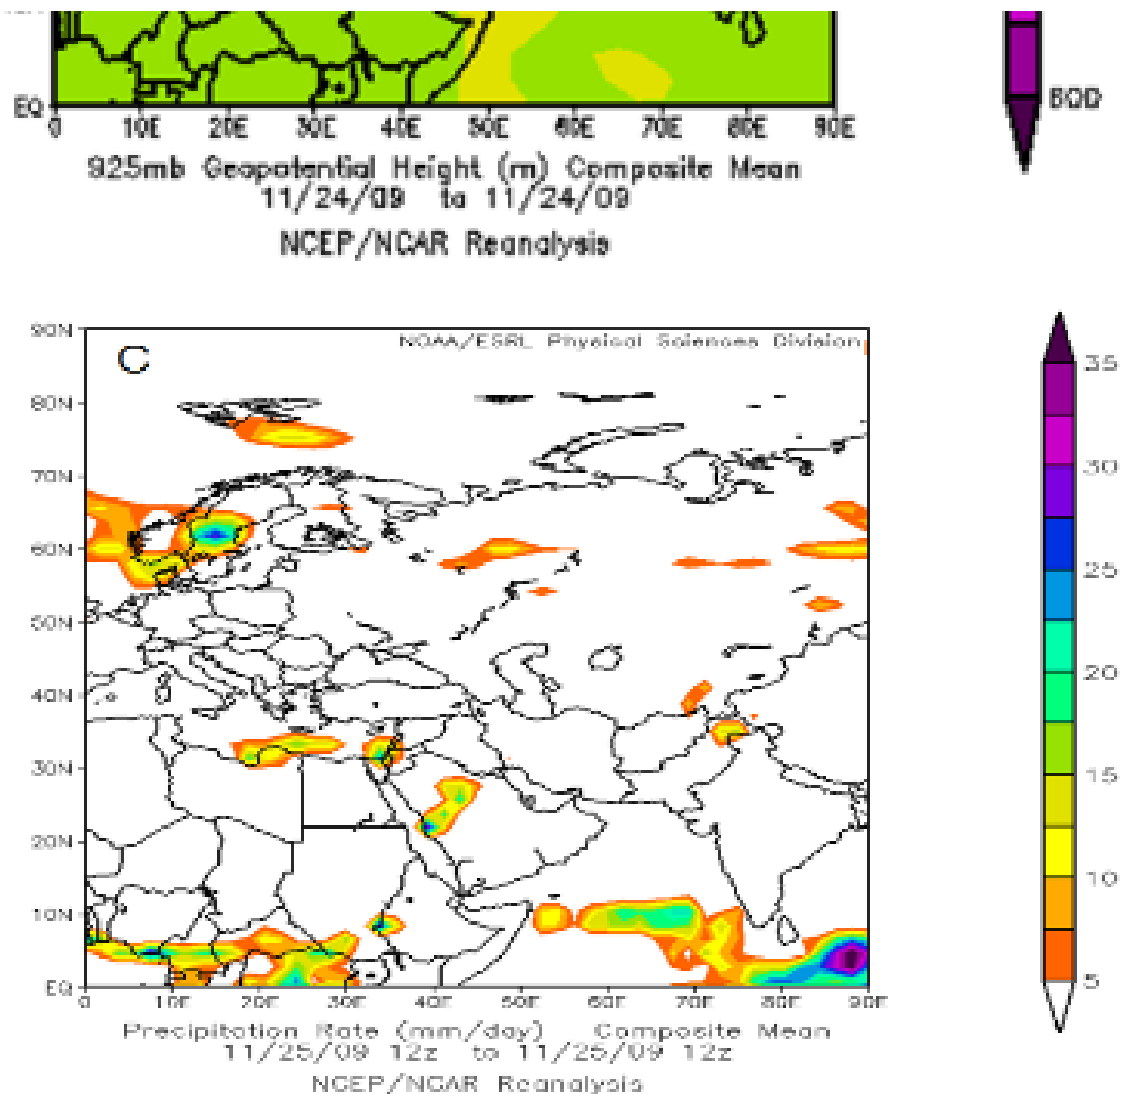 EQ
0 10E 20E 30E 40E 50E 60E 70E 80E 90E
800
925mb Geopotential Height (m) Composite Mean
11/24/09 to 11/24/09
NCEP/NCAR Reanalysis
C
NOAA/ESRL Physical Sciences Division
90N
80N
70N
60N
50N
40N
30N
20N
10N
EQ
0 10E 20E 30E 40E 50E 60E 70E 80E 90E
35
30
25
20
15
10
5
Precipitation Rate (mm/day) Composite Mean
11/25/09 12z to 11/25/09 12z
NCEP/NCAR Reanalysis